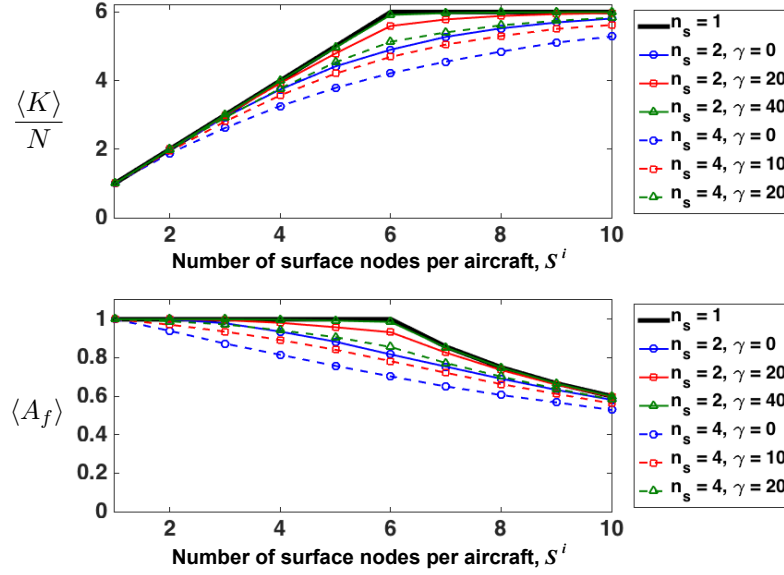 6
4
2
0
⟨K⟩
N
2 4 6 8 10
Number of surface nodes per aircraft, S^i
n_s = 1
n_s = 2, γ = 0
n_s = 2, γ = 20
n_s = 2, γ = 40
n_s = 4, γ = 0
n_s = 4, γ = 10
n_s = 4, γ = 20
1
0.8
0.6
0.4
0.2
1
⟨A_f⟩
2 4 6 8 10
Number of surface nodes per aircraft, S^i
n_s = 1
n_s = 2, γ = 0
n_s = 2, γ = 20
n_s = 2, γ = 40
n_s = 4, γ = 0
n_s = 4, γ = 10
n_s = 4, γ = 20